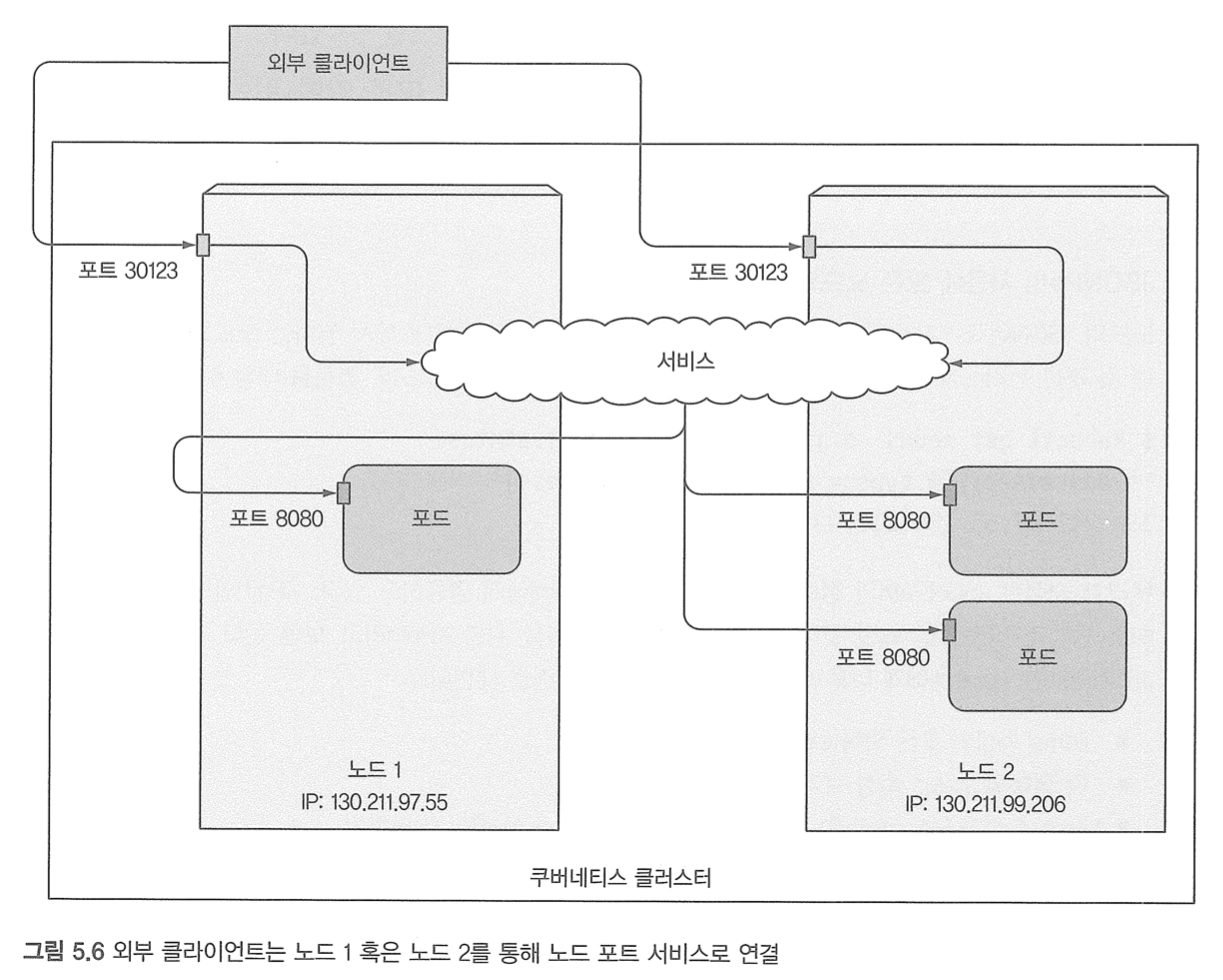 외부 클라이언트
포트 30123
포트 30123
서비스
포트 8080
포드
포트 8080
포드
포트 8080
포드
노드 1
IP: 130.211.97.55
노드 2
IP: 130.211.99.206
쿠버네티스 클러스터
그림 5.6 외부 클라이언트는 노드 1 혹은 노드 2를 통해 노드 포트 서비스로 연결